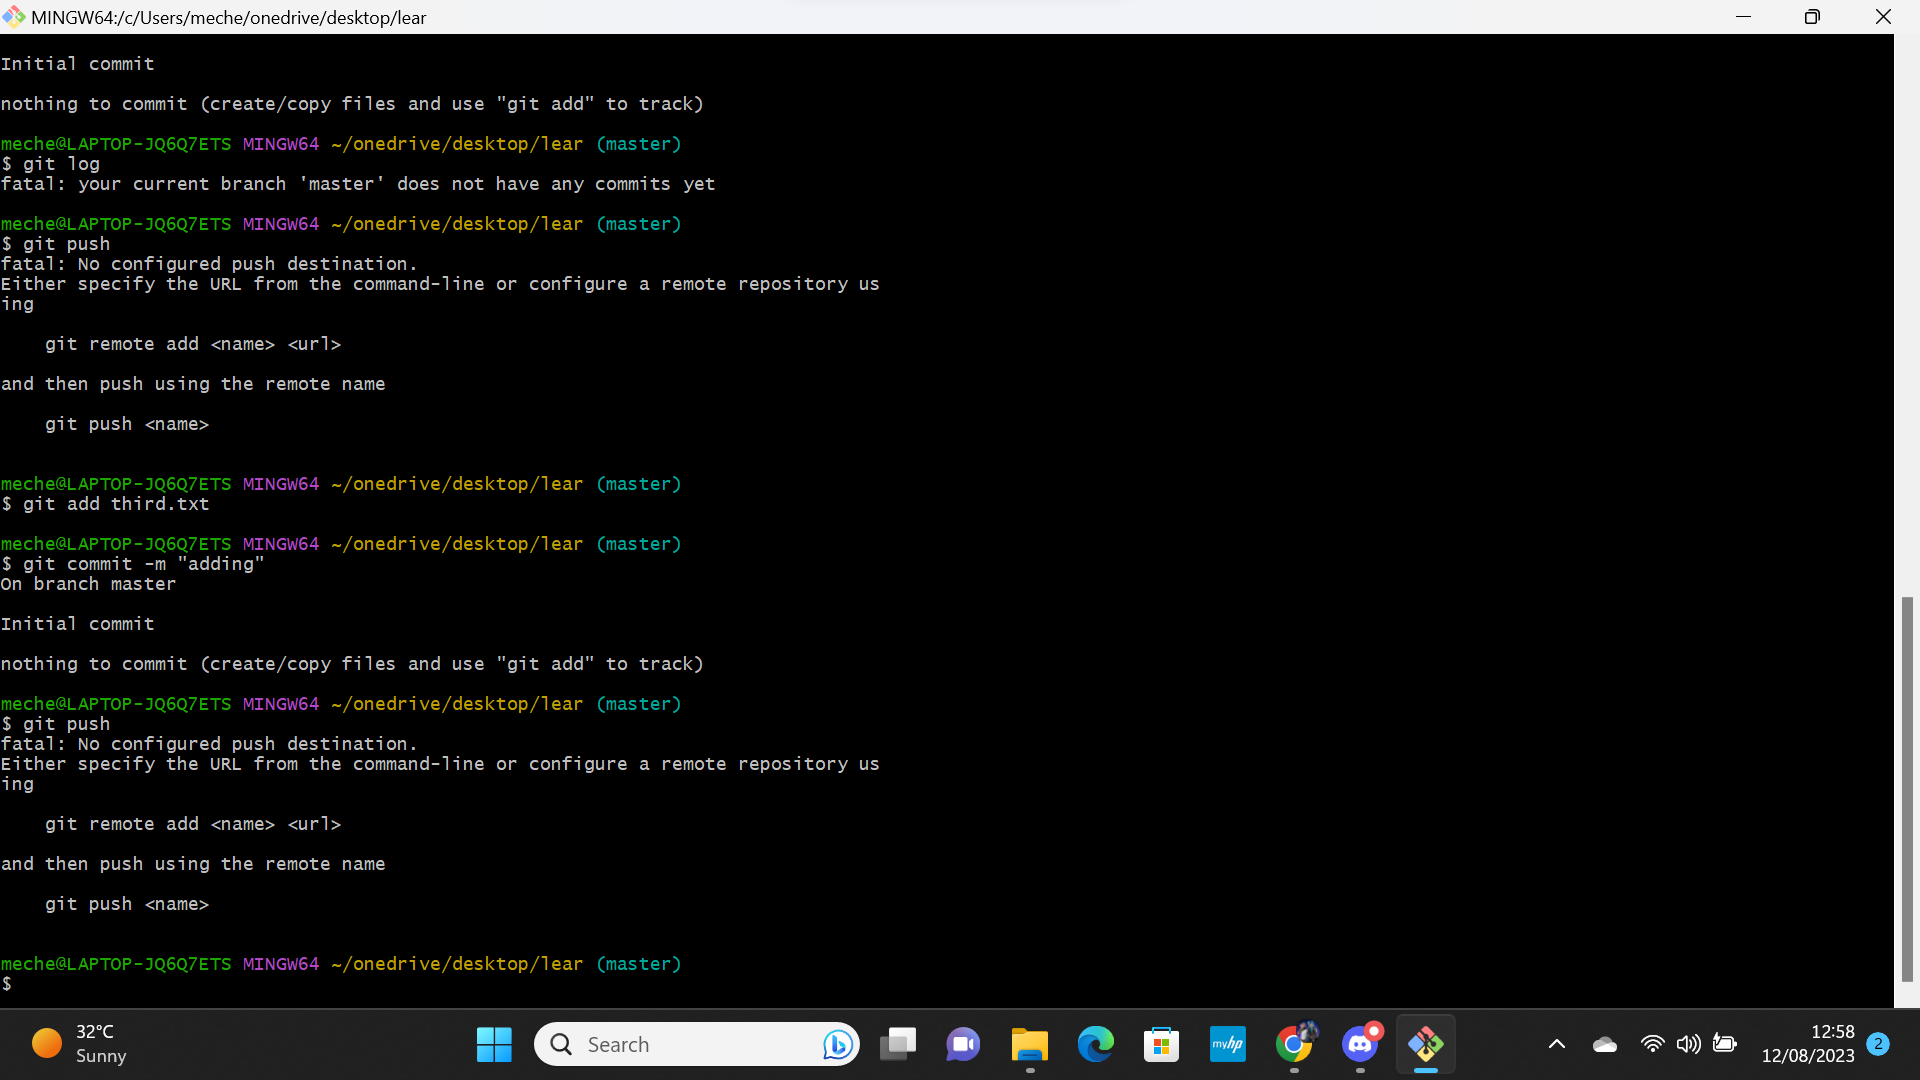 MINGW64:/c/Users/meche/onedrive/desktop/lear
Initial commit
nothing to commit (create/copy files and use "git add" to track)
meche@LAPTOP-JQ6Q7ETS MINGW64 ~/onedrive/desktop/lear (master)
$ git log
fatal: your current branch 'master' does not have any commits yet
meche@LAPTOP-JQ6Q7ETS MINGW64 ~/onedrive/desktop/lear (master)
$ git push
fatal: No configured push destination.
Either specify the URL from the command-line or configure a remote repository us
ing
git remote add <name> <url>
and then push using the remote name
git push <name>
meche@LAPTOP-JQ6Q7ETS MINGW64 ~/onedrive/desktop/lear (master)
$ git add third.txt
meche@LAPTOP-JQ6Q7ETS MINGW64 ~/onedrive/desktop/lear (master)
$ git commit -m "adding"
On branch master
Initial commit
nothing to commit (create/copy files and use "git add" to track)
meche@LAPTOP-JQ6Q7ETS MINGW64 ~/onedrive/desktop/lear (master)
$ git push
fatal: No configured push destination.
Either specify the URL from the command-line or configure a remote repository us
ing
git remote add <name> <url>
and then push using the remote name
git push <name>
meche@LAPTOP-JQ6Q7ETS MINGW64 ~/onedrive/desktop/lear (master)
$
32°C
Sunny
Search
myhp
12:58
12/08/2023
2